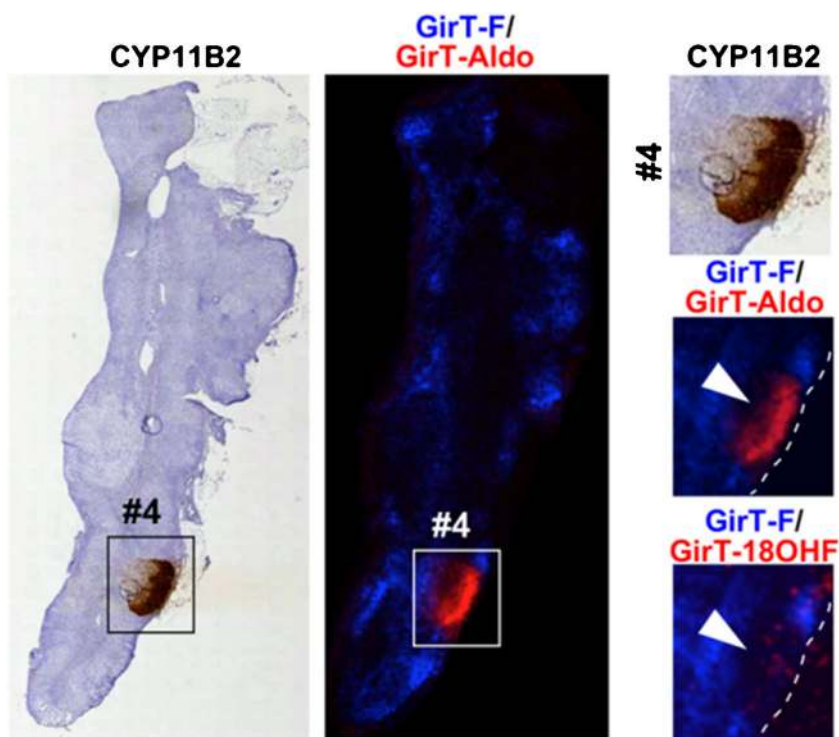 CYP11B2
GirT-F/
GirT-Aldo
CYP11B2
#4
GirT-F/
GirT-Aldo
GirT-F/
GirT-18OHF
#4
#4